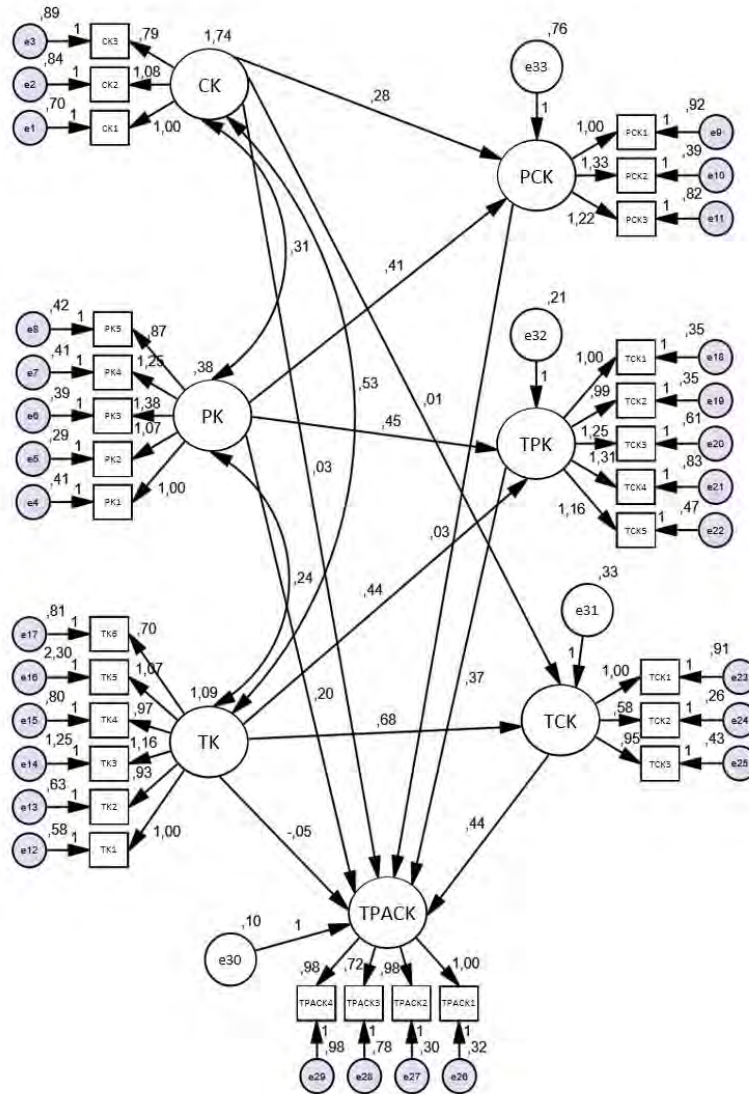 ,89
e3
1
CK3
,79
1,74
,84
e2
1
CK2
1,08
CK
,70
e1
1
CK1
1,00
,76
e33
1
,28
PCK
1,00
PCK1
1
,92
e9
1,33
PCK2
1
,39
e10
1,22
PCK3
1
,82
e11
,31
,41
,42
e8
1
PK5
,87
,41
e7
1
PK4
1,25
,38
,39
e6
1
PK3
1,38
PK
,29
e5
1
PK2
1,07
,41
e4
1
PK1
1,00
,53
,01
,45
,03
,21
e32
1
TPK
1,00
TCK1
1
,35
e18
,99
TCK2
1
,35
e19
1,25
TCK3
1
,61
e20
1,31
TCK4
1
,83
e21
1,16
TCK5
1
,47
e22
,03
,24
,44
,33
e31
1
,81
e17
1
TK6
,70
2,30
e16
1
TK5
1,07
1,09
,80
e15
1
TK4
,97
TK
1,25
e14
1
TK3
1,16
,63
e13
1
TK2
,93
,58
e12
1
TK1
1,00
,20
,37
,68
TCK
1,00
TCK1
1
,91
e23
,58
TCK2
1
,26
e24
,95
TCK3
1
,43
e25
-,05
,44
TPACK
,10
e30
1
,98
,72
,98
1,00
TPACK4
TPACK3
TPACK2
TPACK1
1
,98
1
,78
1
,30
1
,32
e29
e28
e27
e26